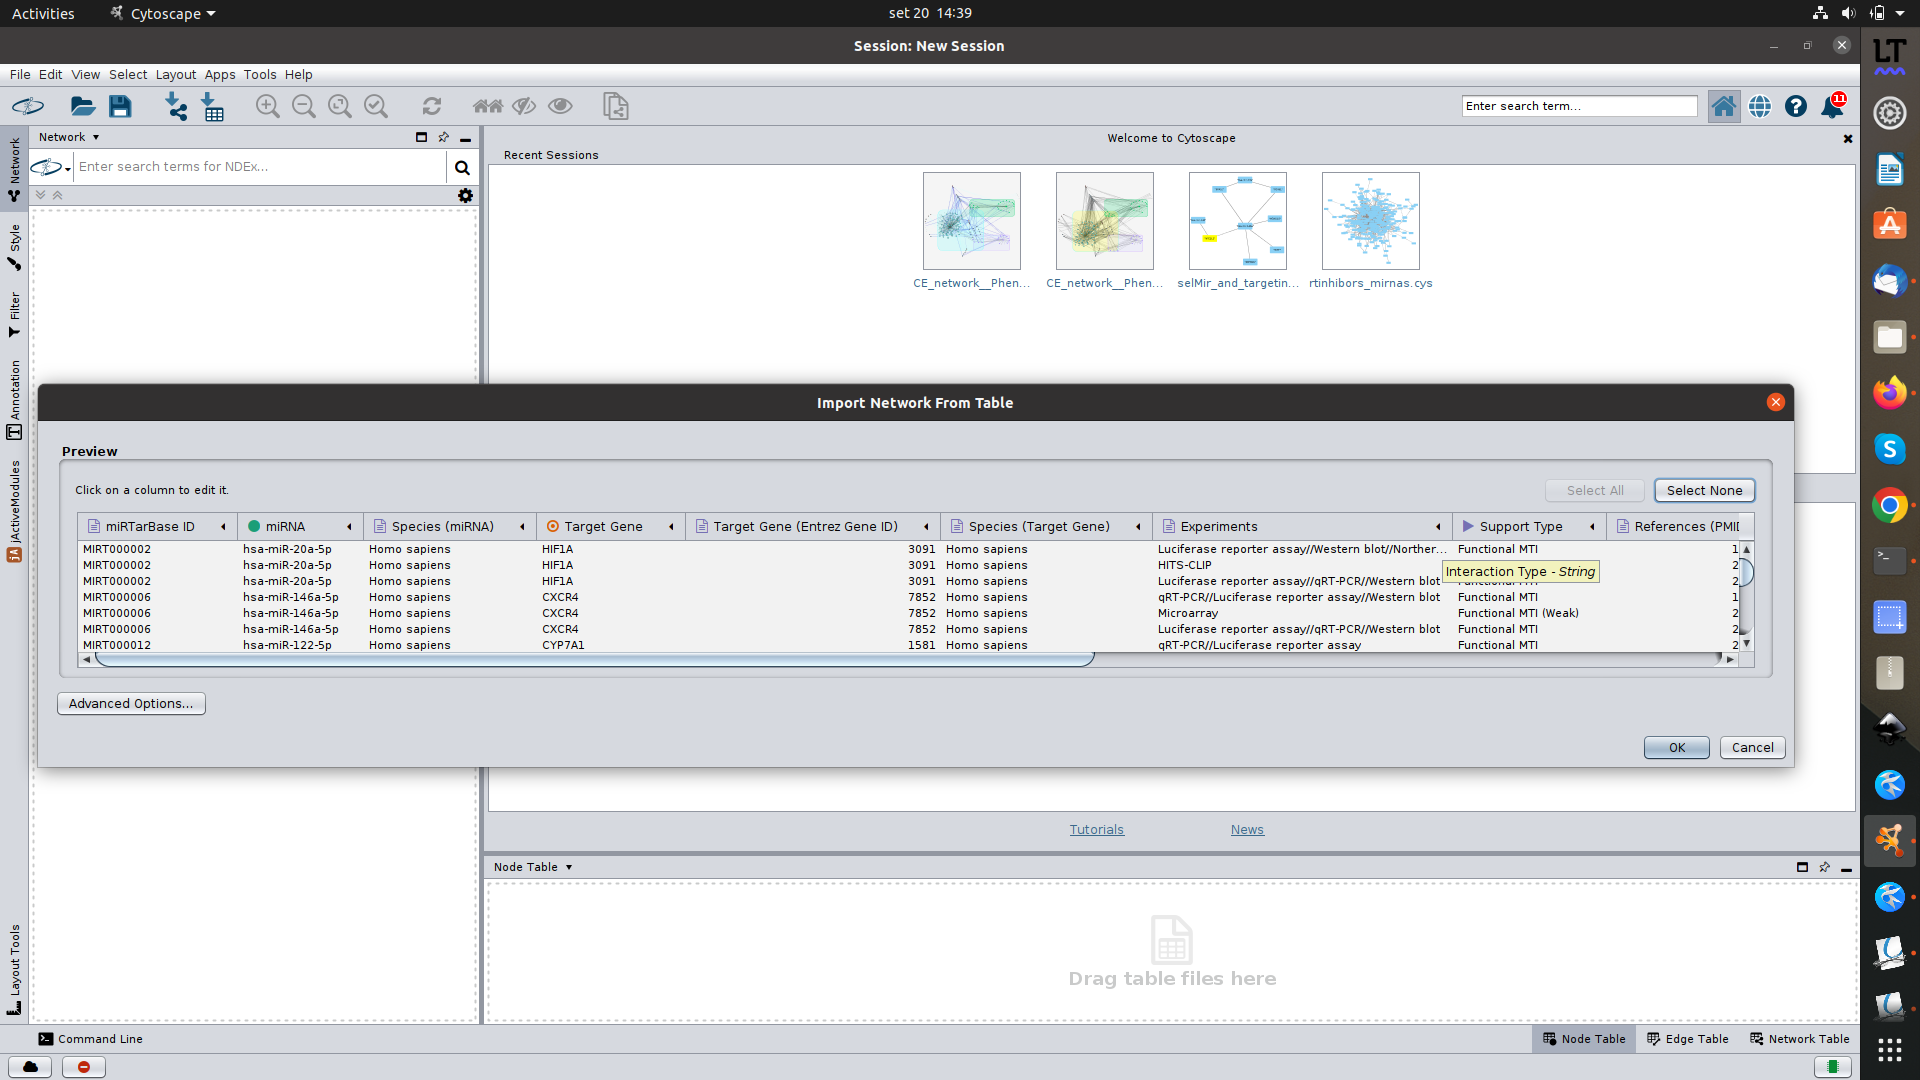 Activities
Cytoscape
set 20 14:39
Session: New Session
File Edit View Select Layout Apps Tools Help
Enter search term...
11
LT
Network
Style
Filter
Annotation
jActiveModules
Layout Tools
Network
Enter search terms for NDEx...
Welcome to Cytoscape
Recent Sessions
CE_network__Phen...
CE_network__Phen...
selMir_and_targetin...
rtinhibors_mirnas.cys
Import Network From Table
Preview
Click on a column to edit it.
Select All
Select None
miRTarBase ID miRNA Species (miRNA) Target Gene Target Gene (Entrez Gene ID) Species (Target Gene) Experiments Support Type References (PMID
MIRT000002 hsa-miR-20a-5p Homo sapiens HIF1A 3091 Homo sapiens Luciferase reporter assay//Western blot//Norther... Functional MTI 1
MIRT000002 hsa-miR-20a-5p Homo sapiens HIF1A 3091 Homo sapiens HITS-CLIP 2
Interaction Type - String
MIRT000002 hsa-miR-20a-5p Homo sapiens HIF1A 3091 Homo sapiens Luciferase reporter assay//qRT-PCR//Western blot Functional MTI 2
MIRT000006 hsa-miR-146a-5p Homo sapiens CXCR4 7852 Homo sapiens qRT-PCR//Luciferase reporter assay//Western blot Functional MTI 1
MIRT000006 hsa-miR-146a-5p Homo sapiens CXCR4 7852 Homo sapiens Microarray Functional MTI (Weak) 2
MIRT000006 hsa-miR-146a-5p Homo sapiens CXCR4 7852 Homo sapiens Luciferase reporter assay//qRT-PCR//Western blot Functional MTI 2
MIRT000012 hsa-miR-122-5p Homo sapiens CYP7A1 1581 Homo sapiens qRT-PCR//Luciferase reporter assay Functional MTI 2
Advanced Options...
OK
Cancel
Tutorials
News
Node Table
Drag table files here
Command Line
Node Table
Edge Table
Network Table